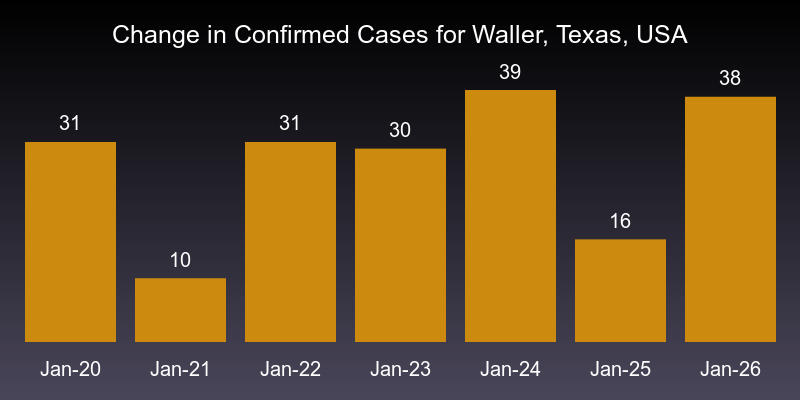 Change in Confirmed Cases for Waller, Texas, USA
31
10
31
30
39
16
38
Jan-20
Jan-21
Jan-22
Jan-23
Jan-24
Jan-25
Jan-26